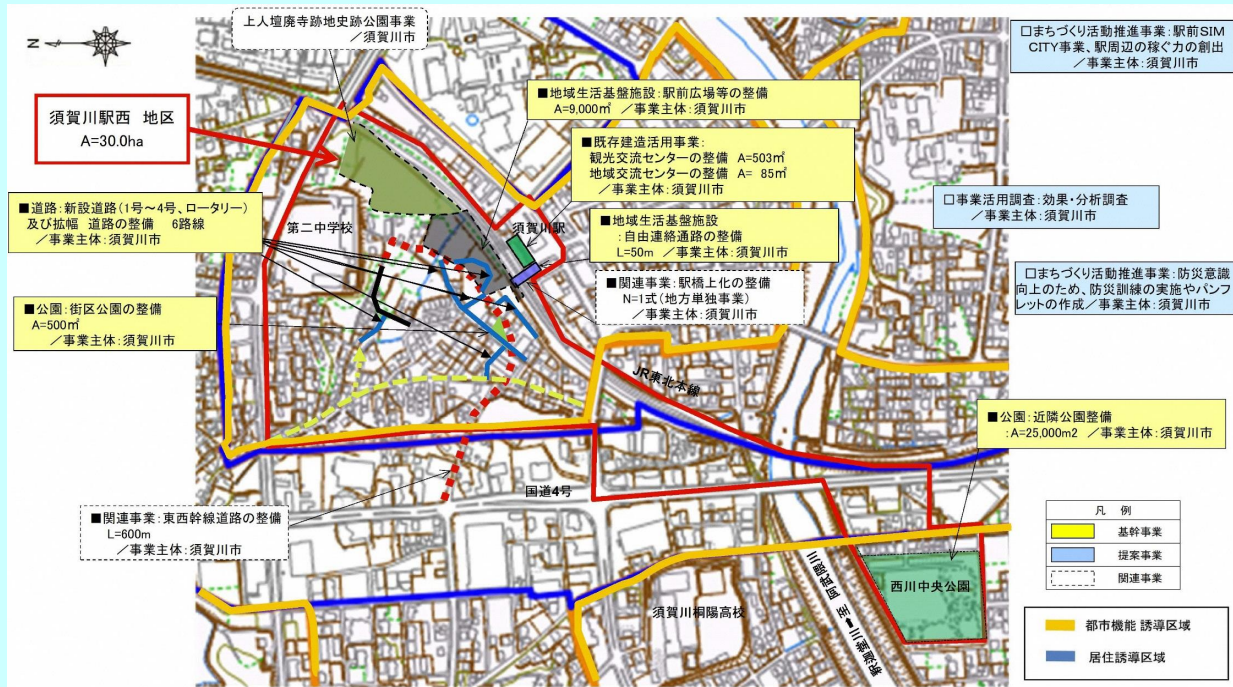 上人壇廃寺跡地史跡公園事業
／須賀川市
□まちづくり活動推進事業：駅前SIM
CITY事業、駅周辺の稼ぐ力の創出
／事業主体：須賀川市
N
須賀川駅西 地区
A=30.0ha
■地域生活基盤施設：駅前広場等の整備
A=9,000㎡ ／事業主体：須賀川市
■既存建造活用事業：
観光交流センターの整備 A=503㎡
地域交流センターの整備 A= 85㎡
／事業主体：須賀川市
■道路：新設道路（1号～4号、ロータリー）
及び拡幅 道路の整備 6路線
／事業主体：須賀川市
第二中学校
須賀川駅
■地域生活基盤施設
：自由連絡通路の整備
L=50m ／事業主体：須賀川市
□事業活用調査：効果・分析調査
／事業主体：須賀川市
■関連事業：駅橋上化の整備
N=1式（地方単独事業）
／事業主体：須賀川市
□まちづくり活動推進事業：防災意識
向上のため、防災訓練の実施やパンフ
レットの作成／事業主体：須賀川市
■公園：街区公園の整備
A=500㎡
／事業主体：須賀川市
JR東北本線
■公園：近隣公園整備
：A=25,000m2 ／事業主体：須賀川市
国道4号
■関連事業：東西幹線道路の整備
L=600m
／事業主体：須賀川市
凡 例
基幹事業
提案事業
関連事業
西川中央公園
須賀川桐陽高校
釈迦堂川➡至 阿武隈川
都市機能 誘導区域
居住誘導区域